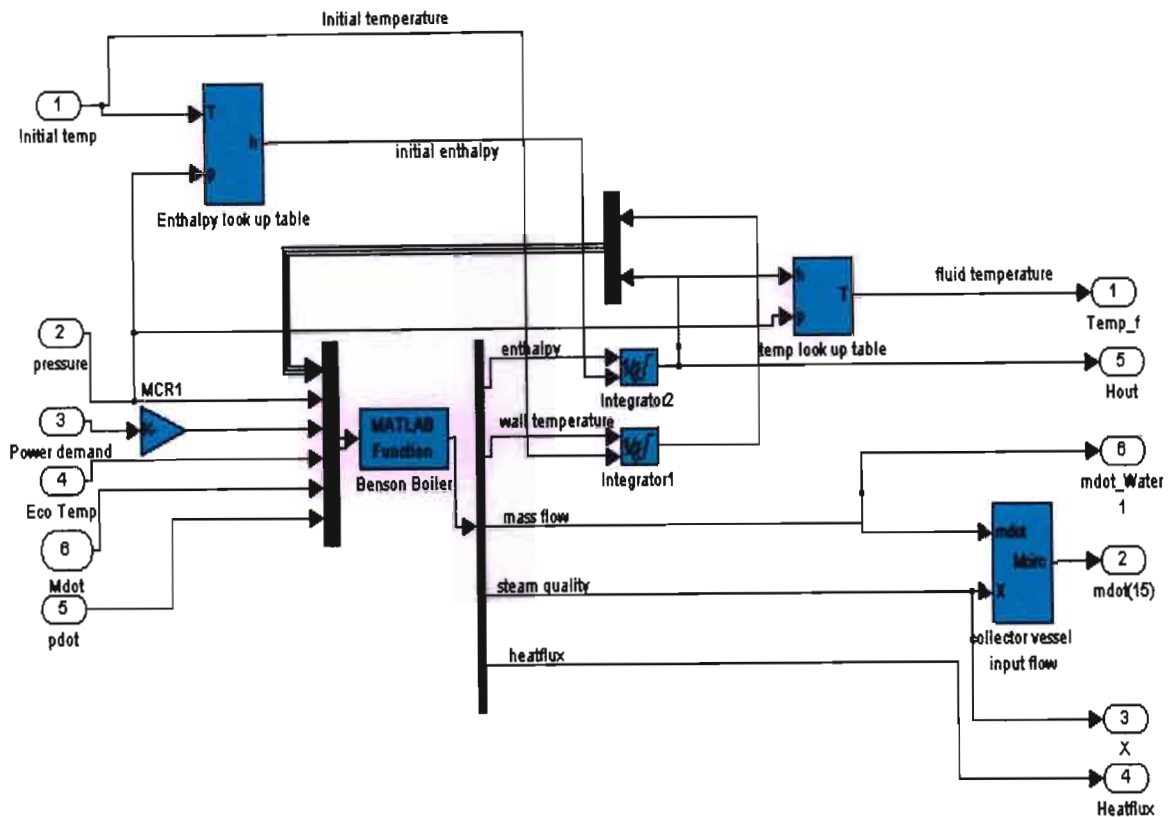 Initial temperature
1
Initial temp
T
h
p
initial enthalpy
Enthalpy look up table
h
T
p
fluid temperature
1
Temp_f
temp look up table
2
pressure
enthalpy
Integrator2
5
Hout
MCR1
3
Power demand
MATLAB
Function
Benson Boiler
wall temperature
Integrator1
4
Eco Temp
6
mdot_Water
1
mass flow
6
Mdot
mdot
X
2
mdot(15)
5
pdot
steam quality
collector vessel
input flow
heatflux
3
X
4
Heatflux